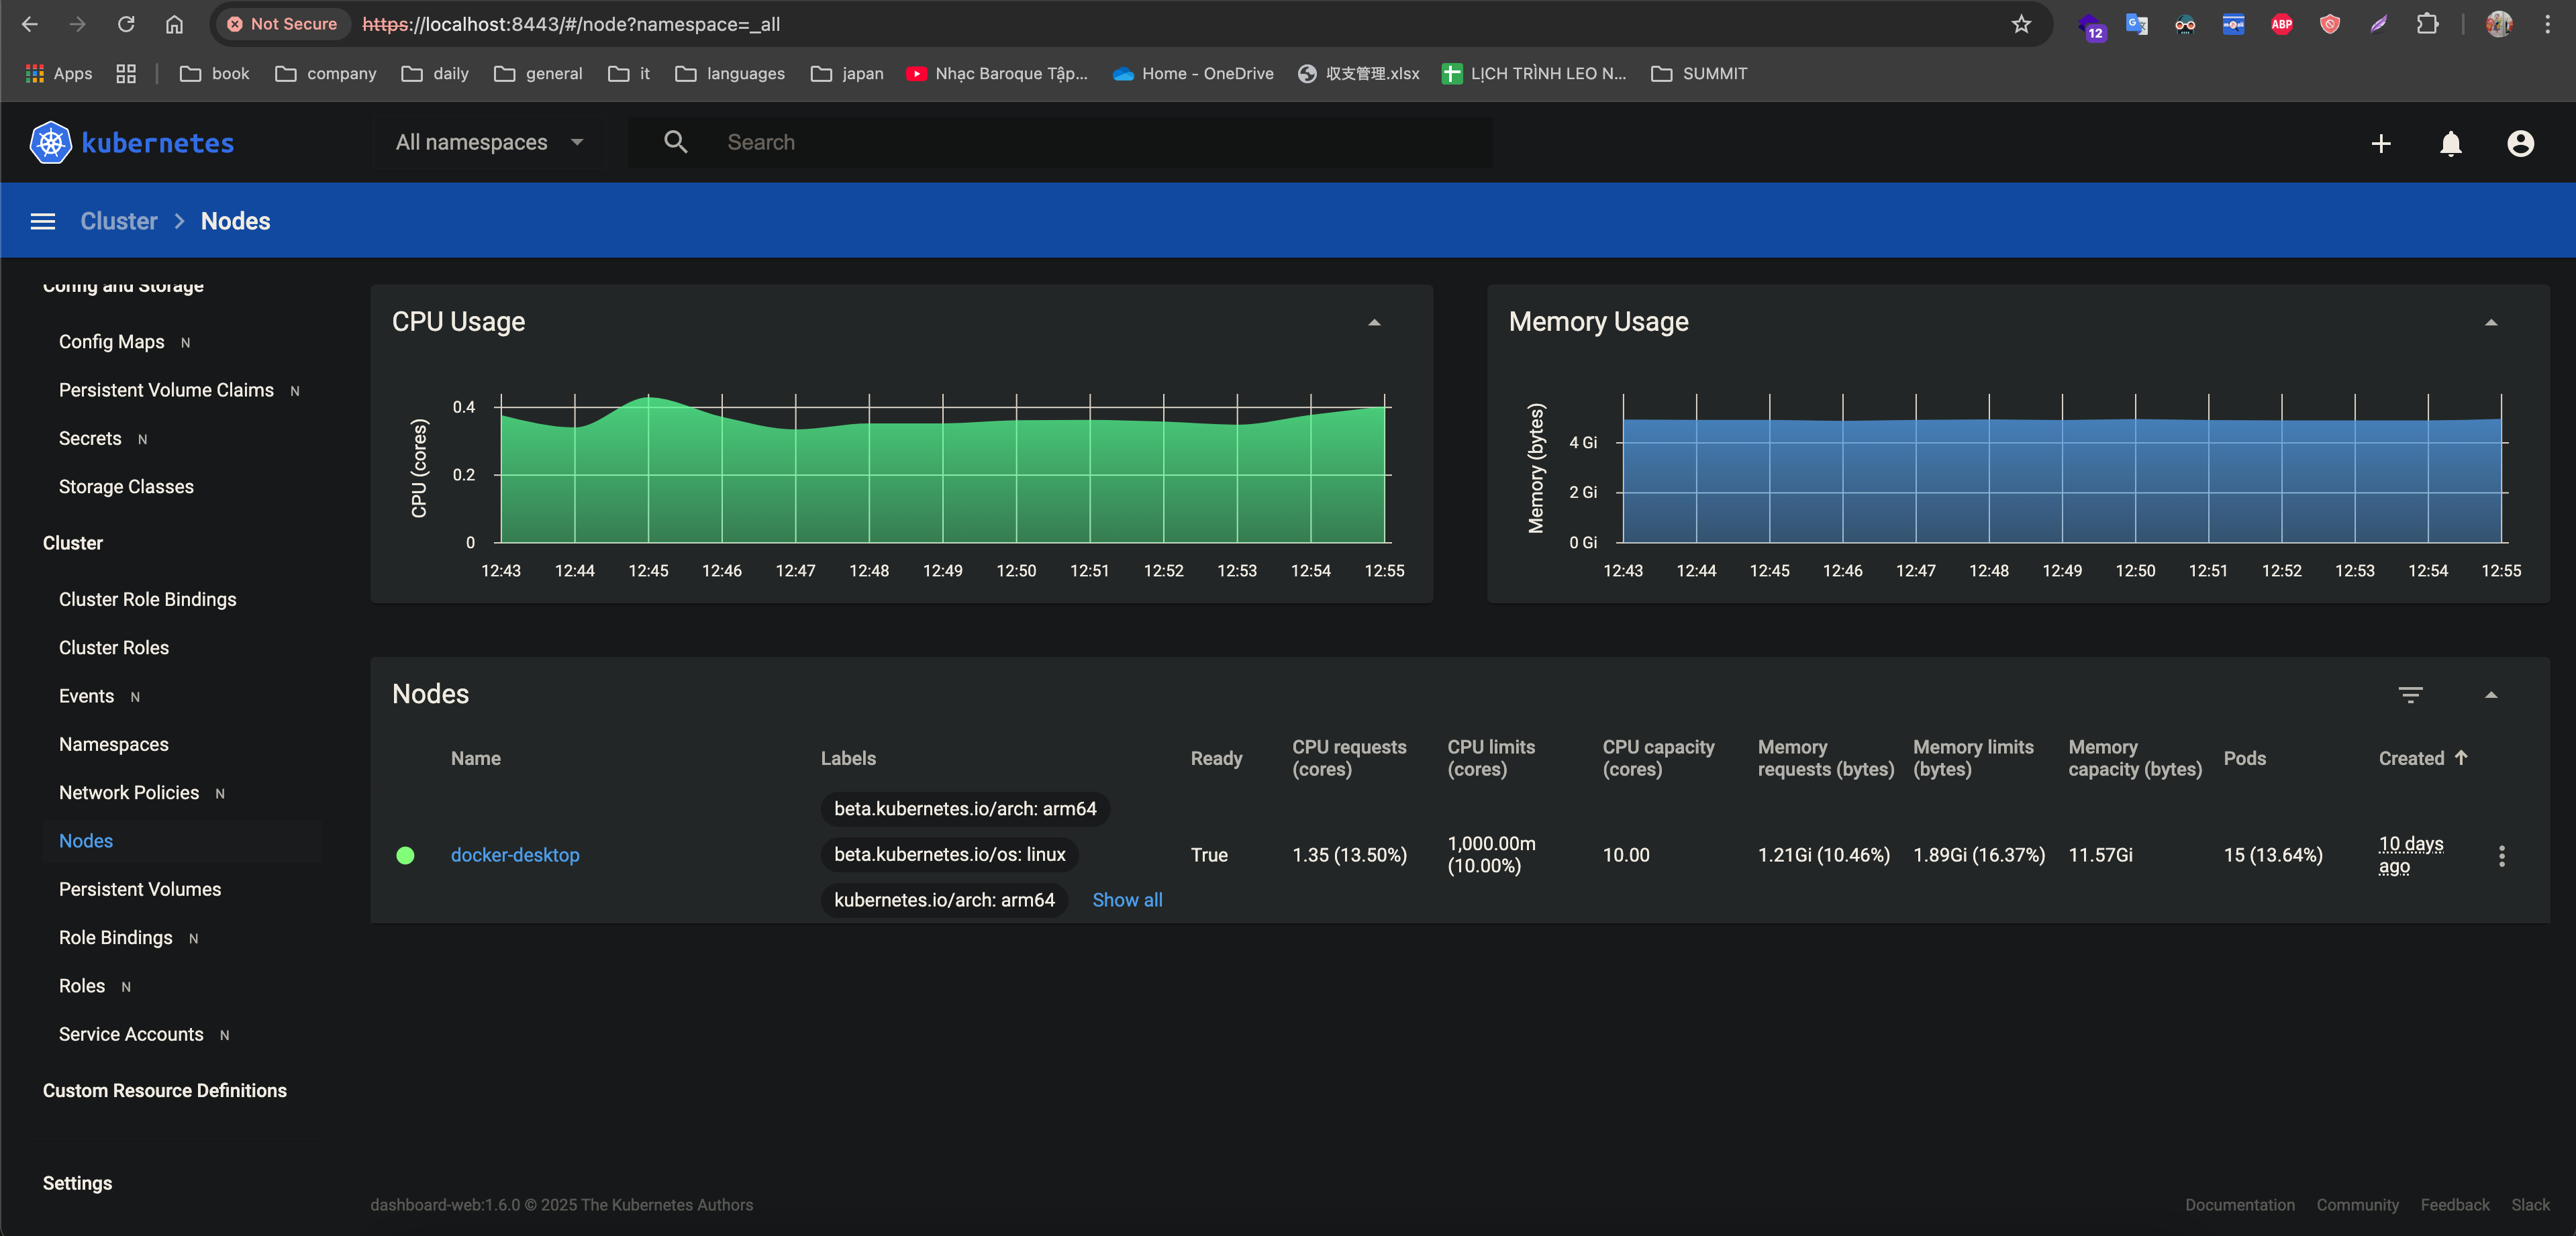 Not Secure https://localhost:8443/#/node?namespace=_all 12 ABP
Apps book company daily general it languages japan Nhạc Baroque Tập... Home - OneDrive 収支管理.xlsx LỊCH TRÌNH LEO N... SUMMIT
kubernetes All namespaces Search
Cluster Nodes
Config and Storage
Config Maps N
Persistent Volume Claims N
Secrets N
Storage Classes
Cluster
Cluster Role Bindings
Cluster Roles
Events N
Namespaces
Network Policies N
Nodes
Persistent Volumes
Role Bindings N
Roles N
Service Accounts N
Custom Resource Definitions
Settings
CPU Usage
CPU (cores)
0.4
0.2
0
12:43 12:44 12:45 12:46 12:47 12:48 12:49 12:50 12:51 12:52 12:53 12:54 12:55
Memory Usage
Memory (bytes)
4 Gi
2 Gi
0 Gi
12:43 12:44 12:45 12:46 12:47 12:48 12:49 12:50 12:51 12:52 12:53 12:54 12:55
Nodes
Name Labels Ready CPU requests (cores) CPU limits (cores) CPU capacity (cores) Memory requests (bytes) Memory limits (bytes) Memory capacity (bytes) Pods Created
beta.kubernetes.io/arch: arm64
docker-desktop beta.kubernetes.io/os: linux True 1.35 (13.50%) 1,000.00m (10.00%) 10.00 1.21Gi (10.46%) 1.89Gi (16.37%) 11.57Gi 15 (13.64%) 10 days ago
kubernetes.io/arch: arm64 Show all
dashboard-web:1.6.0 © 2025 The Kubernetes Authors
Documentation Community Feedback Slack